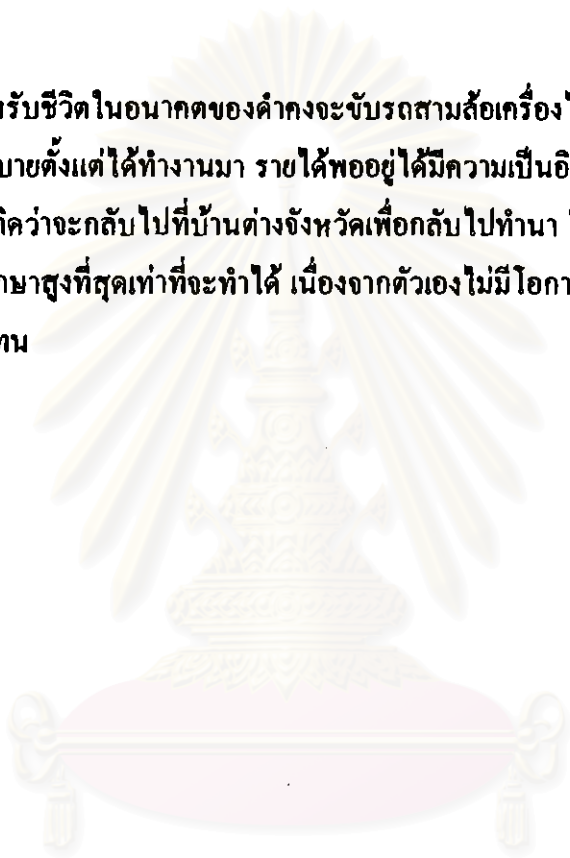 รับชีวิตในอนาคตของคำกงจะขับรถสามล้อเครื่อง
บายตั้งแต่ได้ทำงานมา รายได้พออยู่ได้มีความเป็นอิ
คิดว่าจะกลับไปที่บ้านต่างจังหวัดเพื่อกลับไปทำนา
ษาสูงที่สุดเท่าที่จะทำได้ เนื่องจากตัวเองไม่มีโอกา
ทน